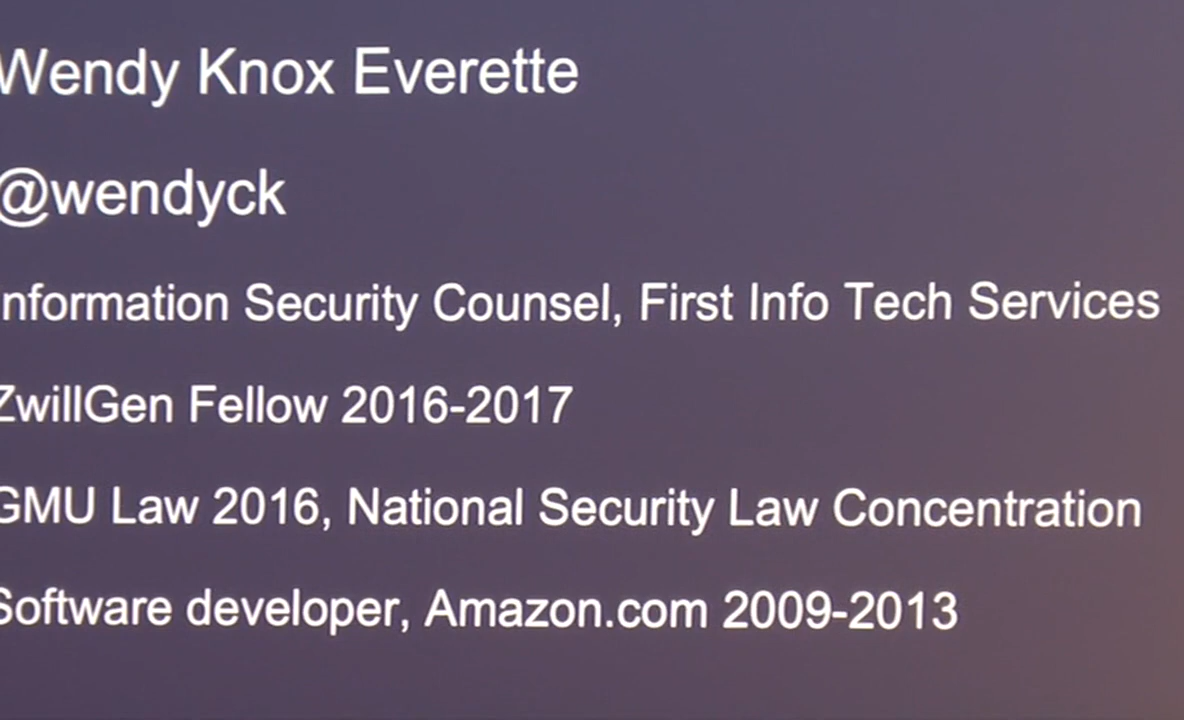 Wendy Knox Everette
@wendyck
Information Security Counsel, First Info Tech Services
ZwillGen Fellow 2016-2017
GMU Law 2016, National Security Law Concentration
Software developer, Amazon.com 2009-2013